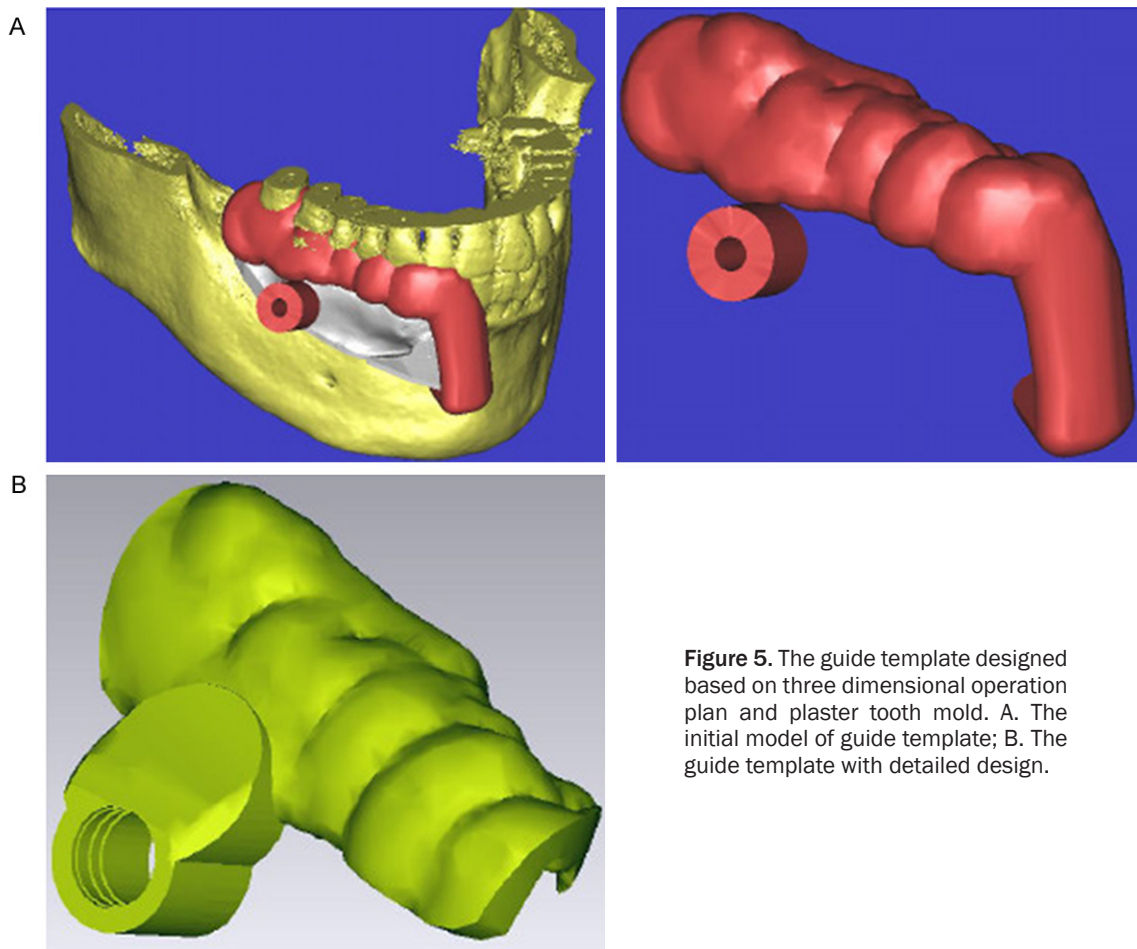 A
B
Figure 5. The guide template designed
based on three dimensional operation
plan and plaster tooth mold. A. The
initial model of guide template; B. The
guide template with detailed design.